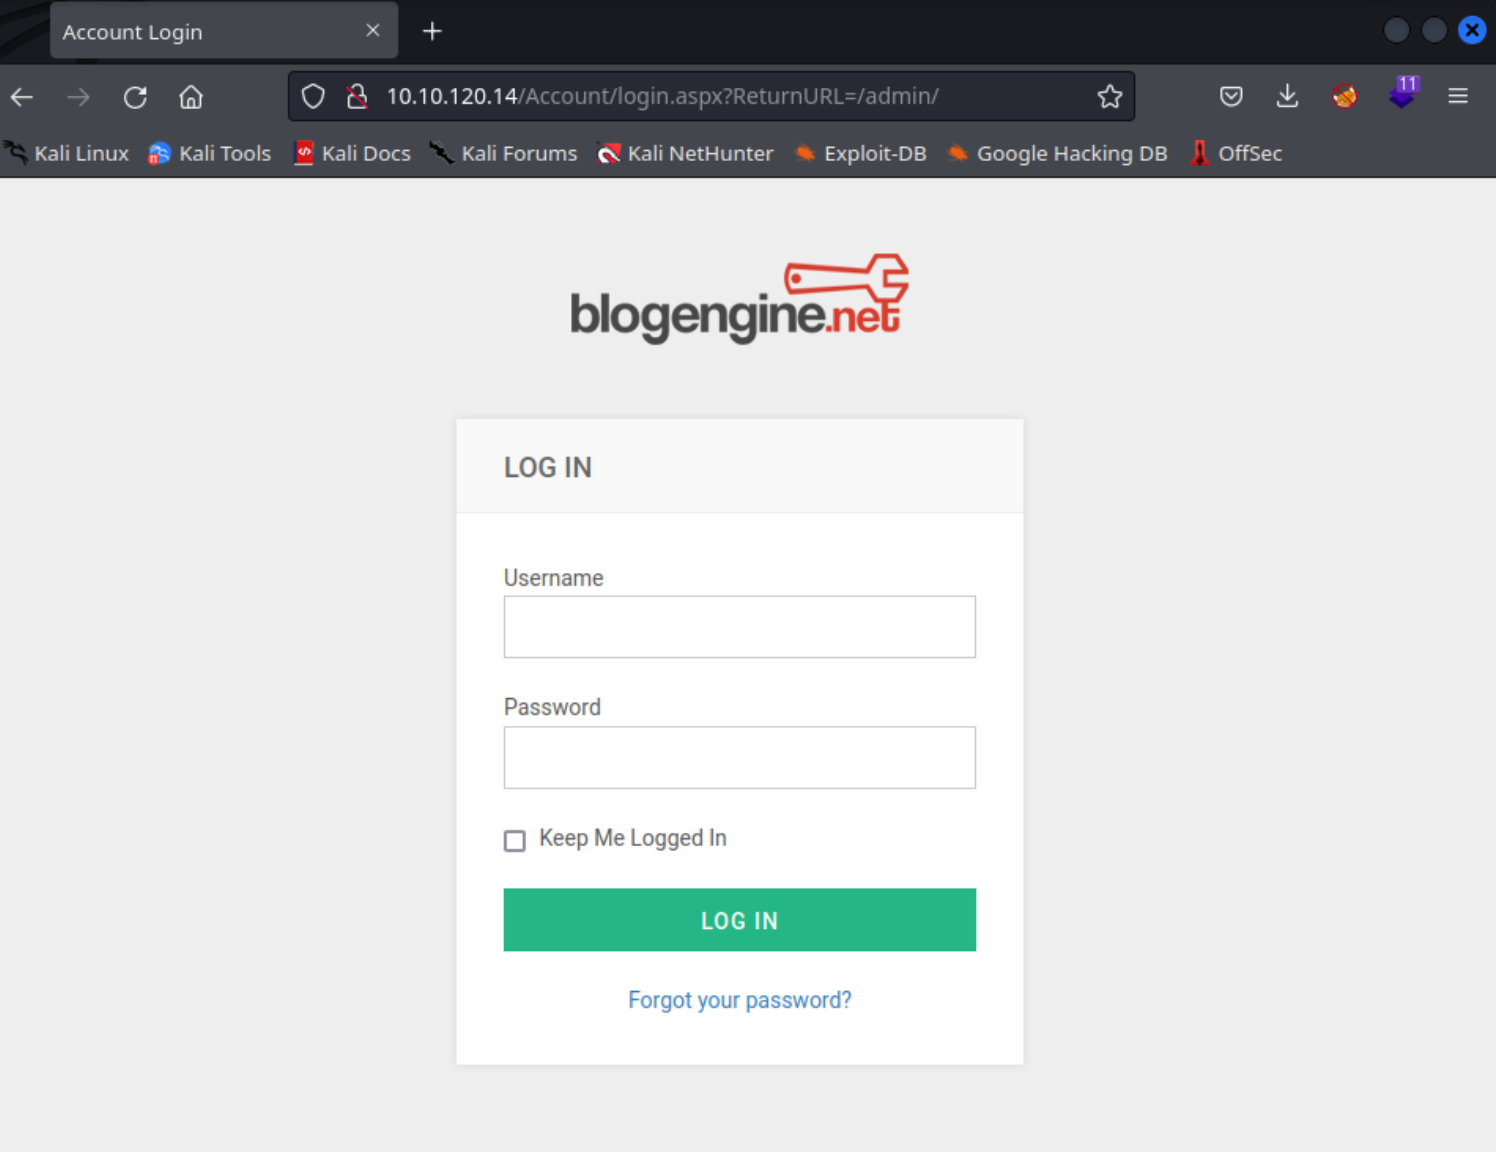 Account Login
10.10.120.14/Account/login.aspx?ReturnURL=/admin/
11
Kali Linux Kali Tools Kali Docs Kali Forums Kali NetHunter Exploit-DB Google Hacking DB OffSec
blogengine.net
LOG IN
Username
Password
Keep Me Logged In
LOG IN
Forgot your password?